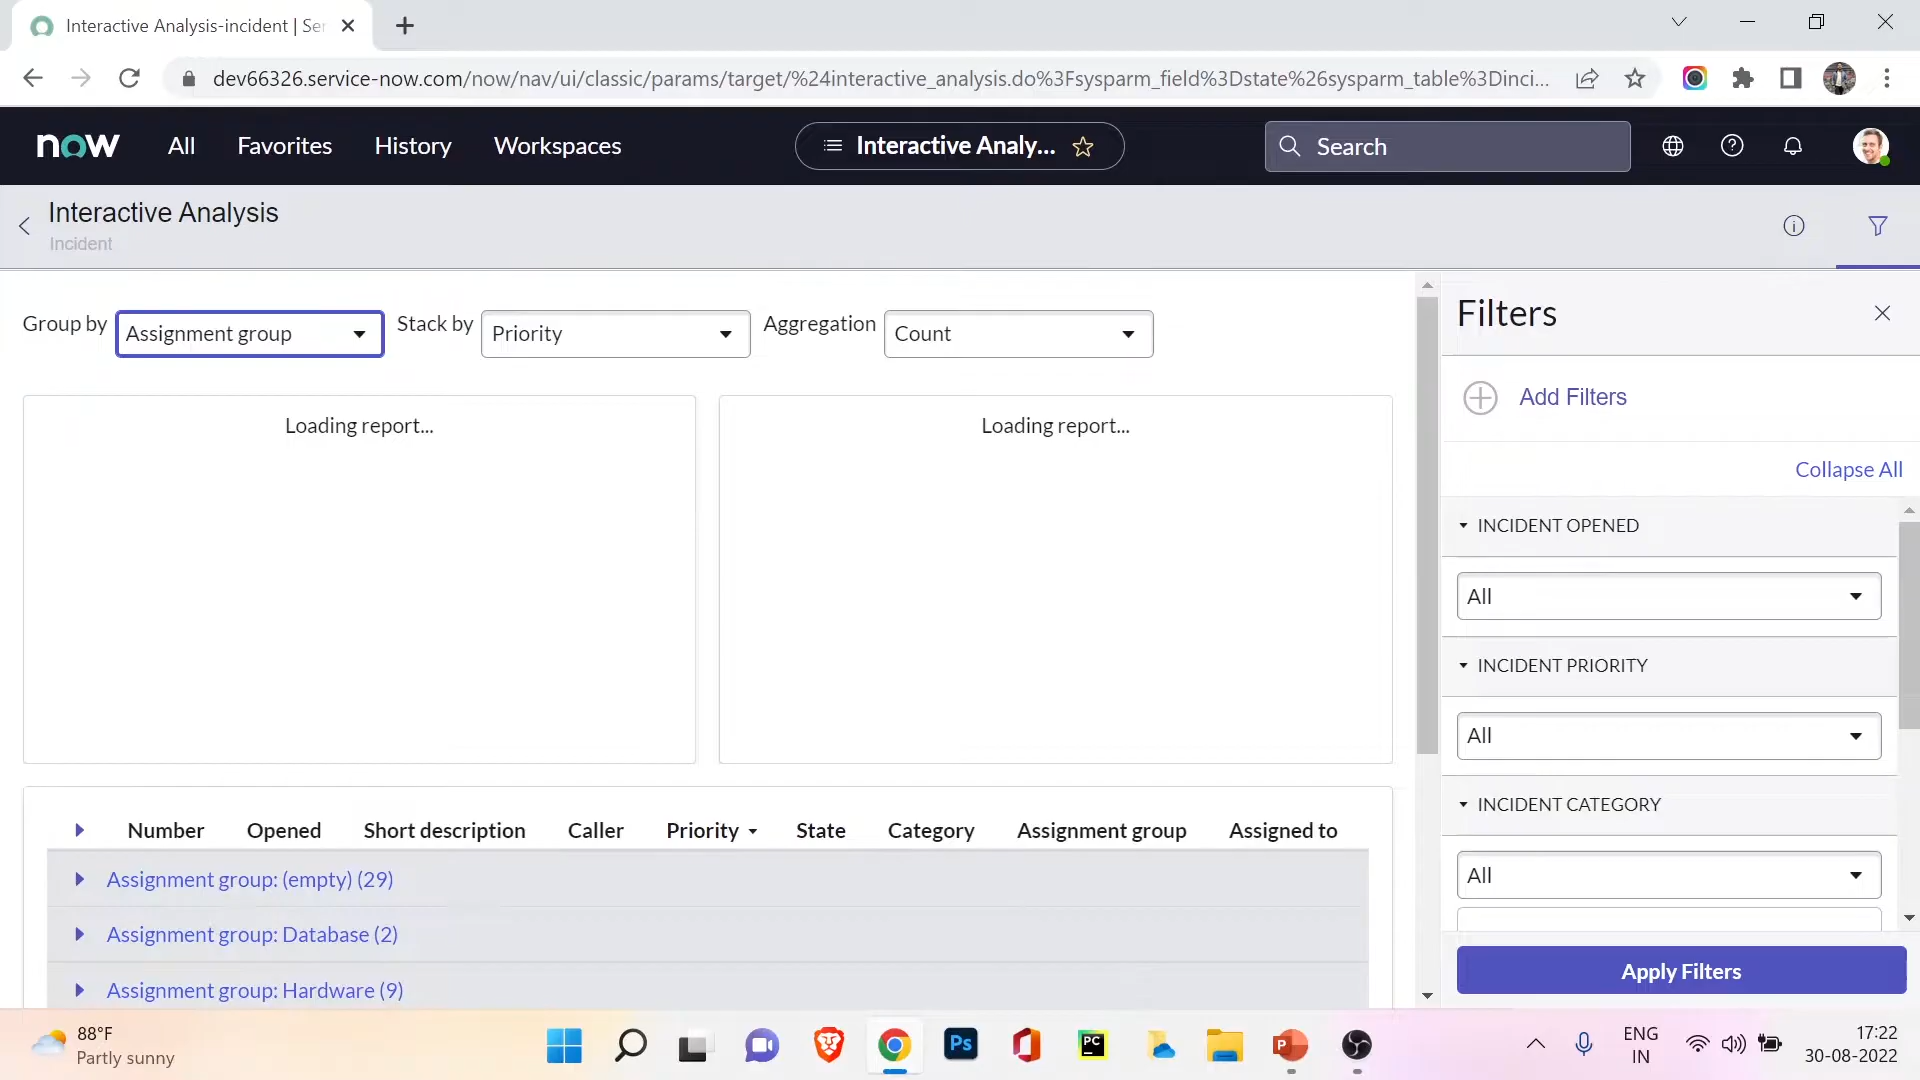 Interactive Analysis-incident | Ser
dev66326.service-now.com/now/nav/ui/classic/params/target/%24interactive_analysis.do%3Fsysparm_field%3Dstate%26sysparm_table%3Dinci...
now All Favorites History Workspaces Interactive Analy... Search
Interactive Analysis
Incident
Group by Assignment group Stack by Priority Aggregation Count
Loading report... Loading report...
Number Opened Short description Caller Priority State Category Assignment group Assigned to
Assignment group: (empty) (29)
Assignment group: Database (2)
Assignment group: Hardware (9)
Filters
Add Filters
Collapse All
INCIDENT OPENED
All
INCIDENT PRIORITY
All
INCIDENT CATEGORY
All
Apply Filters
88°F
Partly sunny
Ps
PC
P
ENG
IN
17:22
30-08-2022